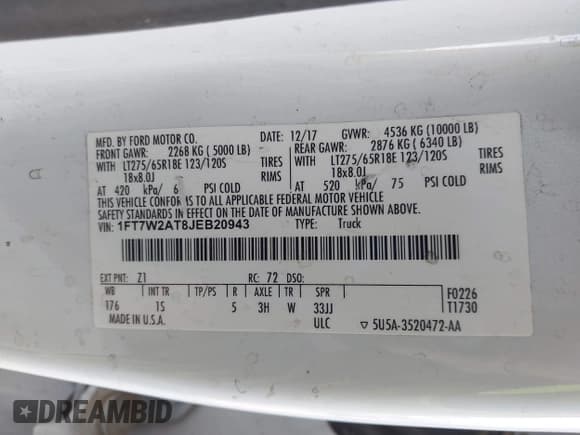 MFD. BY FORD MOTOR CO.
DATE: 12/17 GVWR: 4536 KG (10000 LB)
FRONT GAWR: 2268 KG ( 5000 LB)
REAR GAWR: 2876 KG ( 6340 LB)
WITH LT275/65R18E 123/120S TIRES
WITH LT275/65R18E 123/120S TIRES
18x8.0J RIMS
18x8.0J RIMS
AT 420 kPa/ 6 PSI COLD
AT 520 kPa/ 75 PSI COLD
THIS VEHICLE CONFORMS TO ALL APPLICABLE FEDERAL MOTOR VEHICLE
SAFETY STANDARDS IN EFFECT ON THE DATE OF MANUFACTURE SHOWN ABOVE.
VIN: 1FT7W2AT8JEB20943 TYPE: Truck
EXT PNT: Z1 RC: 72 DSO:
WB INT TR TP/PS R AXLE TR SPR F0226
176 1S 5 3H W 33JJ T1730
MADE IN U.S.A. ULC ▽ 5U5A-3520472-AA
DREAMBID